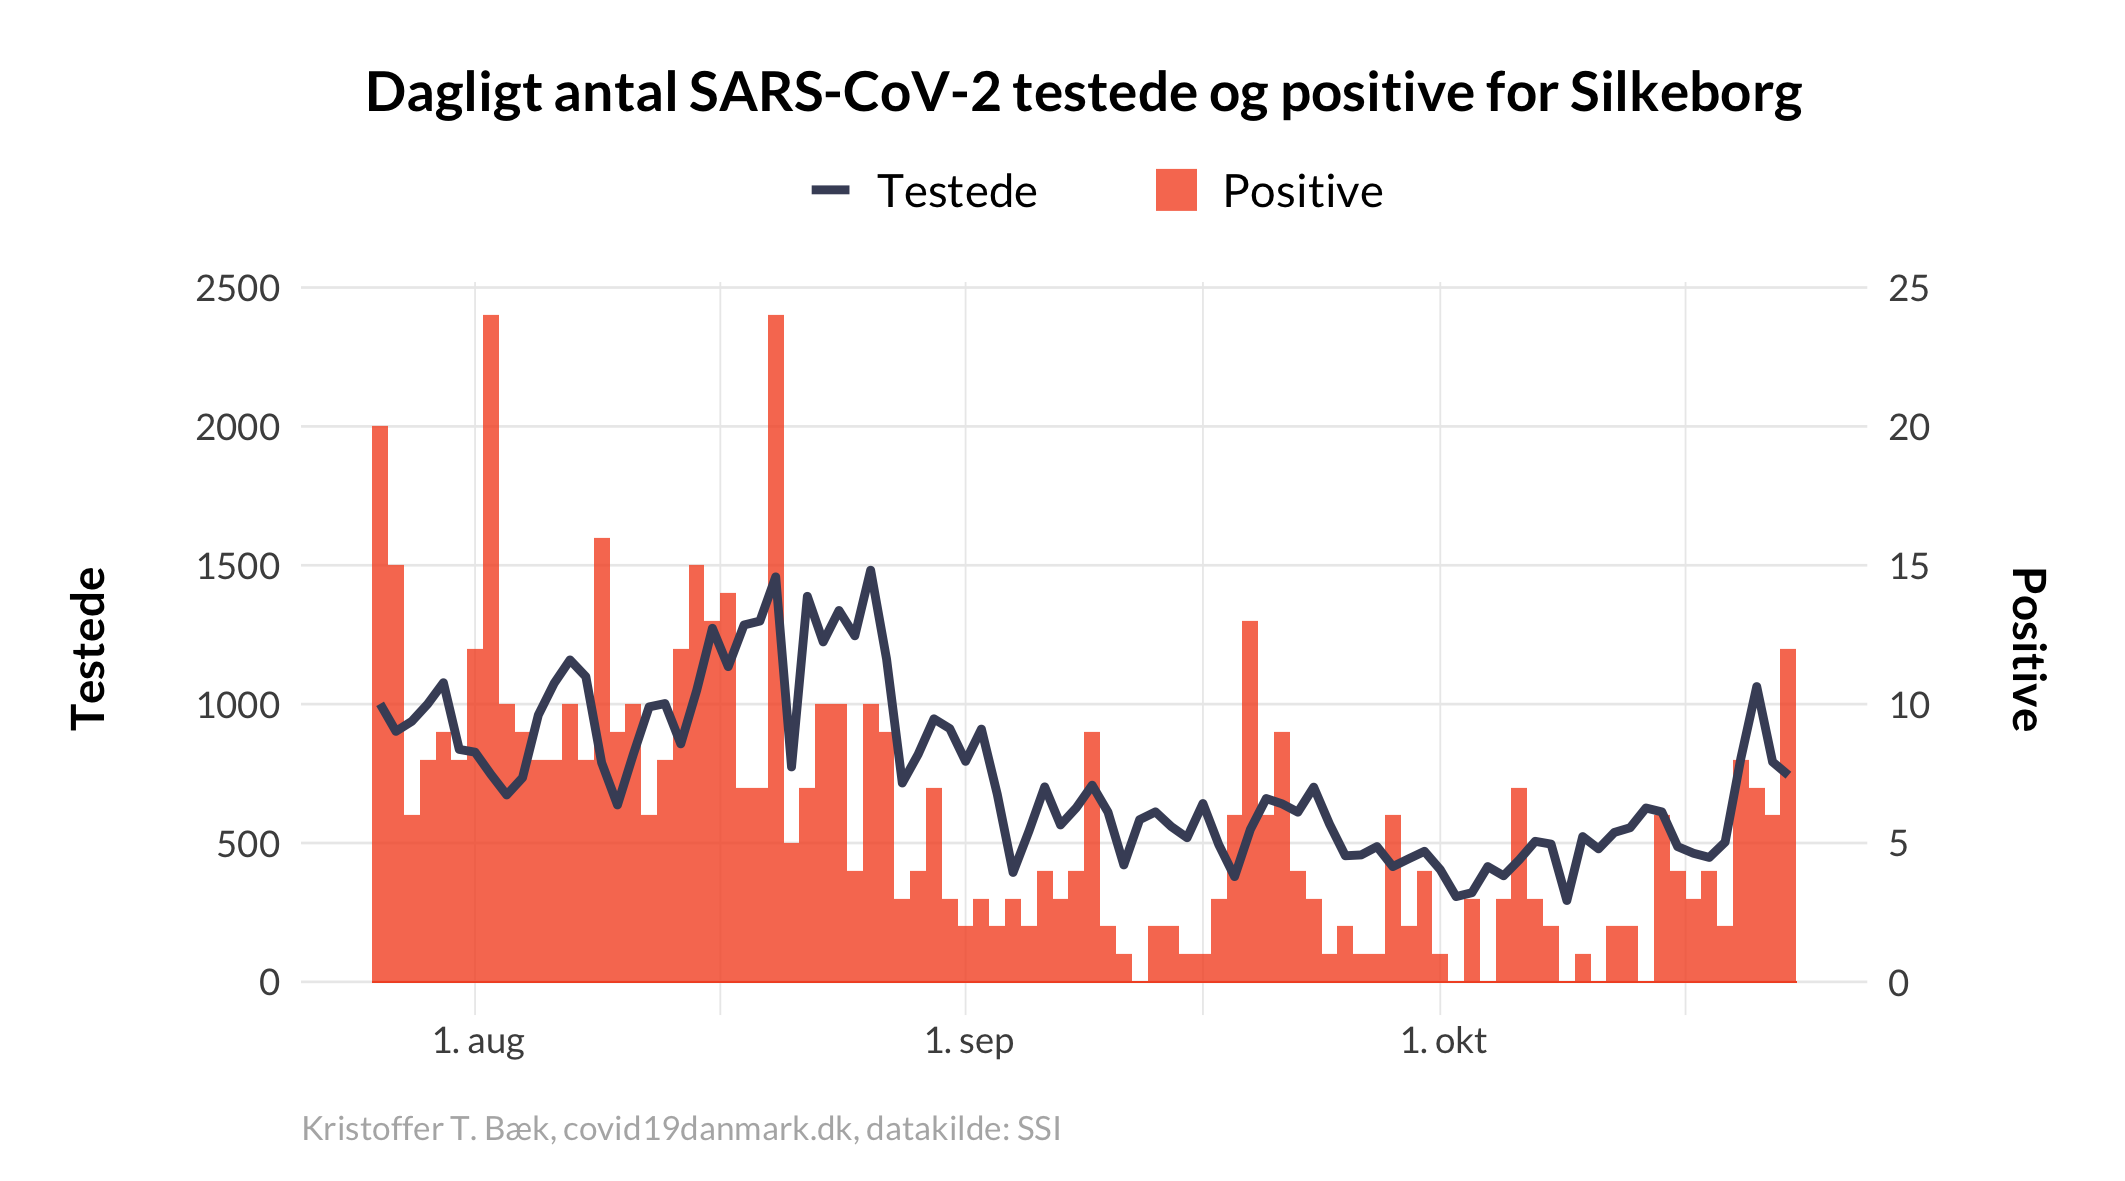 Dagligt antal SARS-CoV-2 testede og positive for Silkeborg
Testede
Positive
2500
2000
1500
1000
500
0
Testede
25
20
15
10
5
0
Positive
1. aug
1. sep
1. okt
Kristoffer T. Bæk, covid19danmark.dk, datakilde: SSI